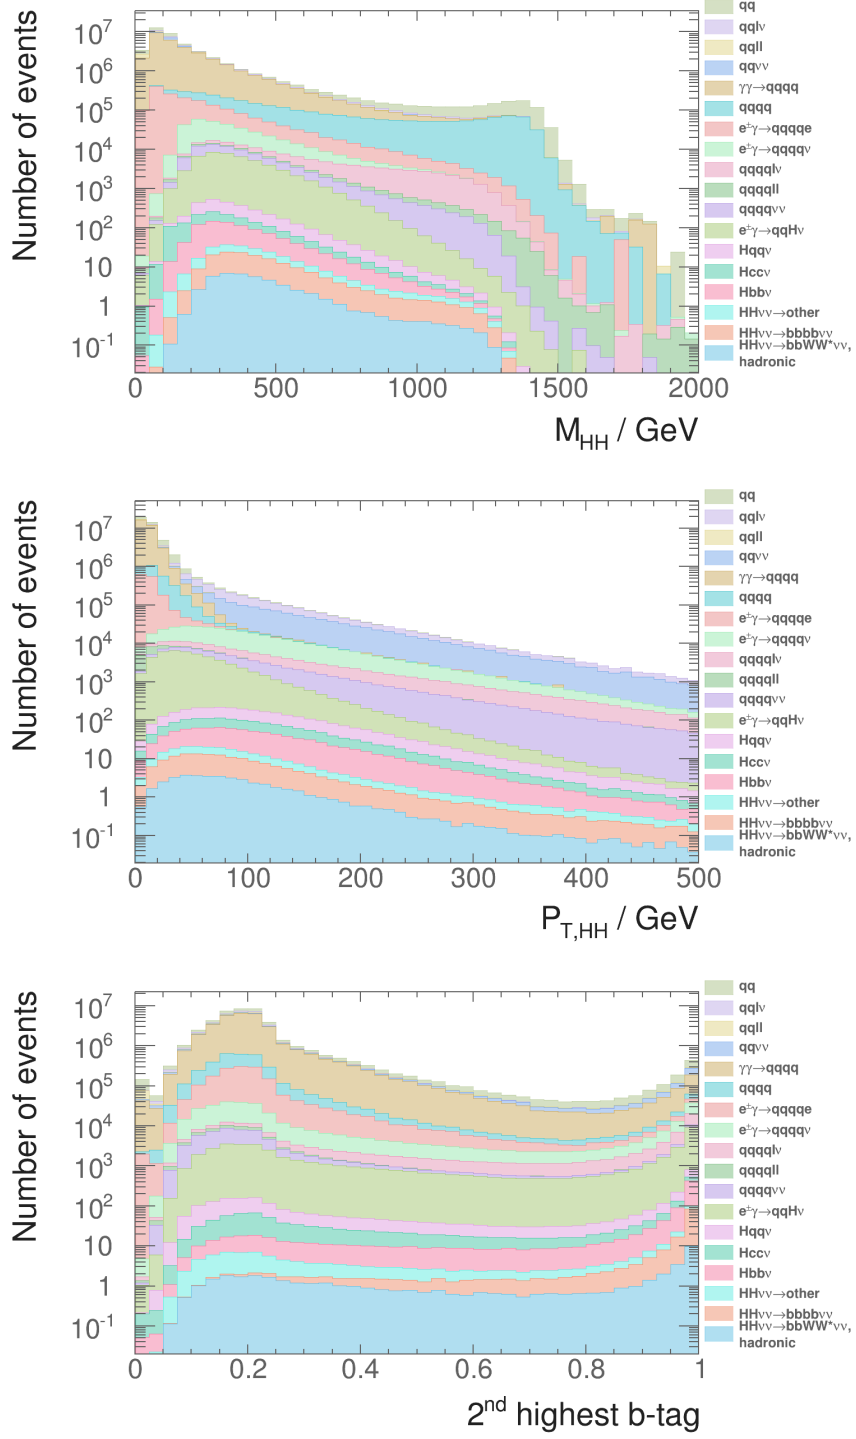 Number of events
10⁷
10⁶
10⁵
10⁴
10³
10²
10
1
10⁻¹
0 500 1000 1500 2000
M_HH / GeV
qq
qqlν
qqll
qqνν
γγ→qqqq
qqqq
e±γ→qqqqe
e±γ→qqqqν
qqqqlν
qqqqll
qqqqνν
e±γ→qqHν
Hqqν
Hccν
Hbbν
HHνν→other
HHνν→bbbbνν
HHνν→bbWW*νν,
hadronic
Number of events
10⁷
10⁶
10⁵
10⁴
10³
10²
10
1
10⁻¹
0 100 200 300 400 500
P_T,HH / GeV
qq
qqlν
qqll
qqνν
γγ→qqqq
qqqq
e±γ→qqqqe
e±γ→qqqqν
qqqqlν
qqqqll
qqqqνν
e±γ→qqHν
Hqqν
Hccν
Hbbν
HHνν→other
HHνν→bbbbνν
HHνν→bbWW*νν,
hadronic
Number of events
10⁷
10⁶
10⁵
10⁴
10³
10²
10
1
10⁻¹
0 0.2 0.4 0.6 0.8 1
2nd highest b-tag
qq
qqlν
qqll
qqνν
γγ→qqqq
qqqq
e±γ→qqqqe
e±γ→qqqqν
qqqqlν
qqqqll
qqqqνν
e±γ→qqHν
Hqqν
Hccν
Hbbν
HHνν→other
HHνν→bbbbνν
HHνν→bbWW*νν,
hadronic